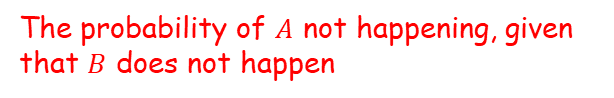 The probability of A not happening, given
that B does not happen